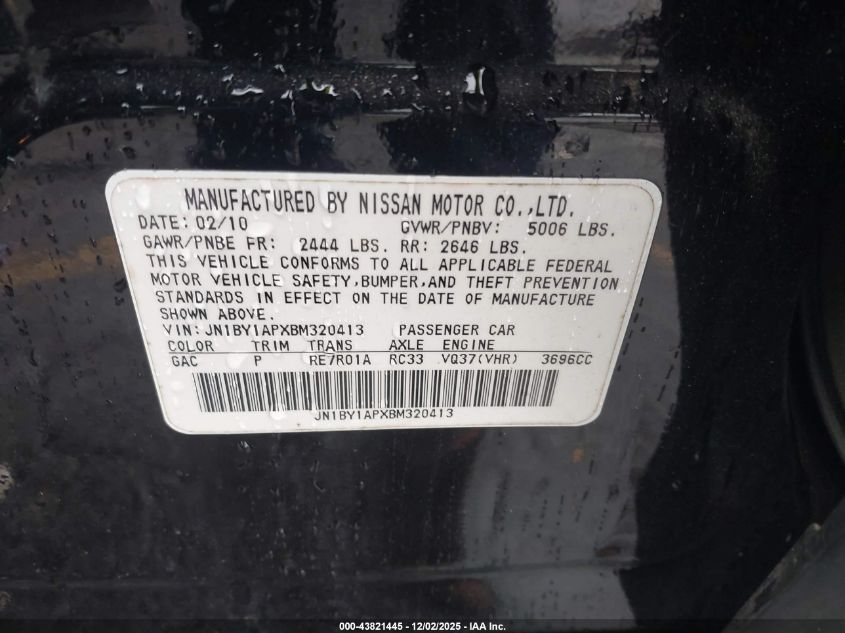 MANUFACTURED BY NISSAN MOTOR CO.,LTD.
DATE: 02/10 GVWR/PNBV: 5006 LBS.
GAWR/PNBE FR: 2444 LBS. RR: 2646 LBS.
THIS VEHICLE CONFORMS TO ALL APPLICABLE FEDERAL
MOTOR VEHICLE SAFETY,BUMPER,AND THEFT PREVENTION
STANDARDS IN EFFECT ON THE DATE OF MANUFACTURE
SHOWN ABOVE.
VIN: JN1BY1APXBM320413 PASSENGER CAR
COLOR TRIM TRANS AXLE ENGINE
GAC P RE7R01A RC33 VQ37(VHR) 3696CC
JN1BY1APXBM320413
000-43821445 - 12/02/2025 - IAA Inc.